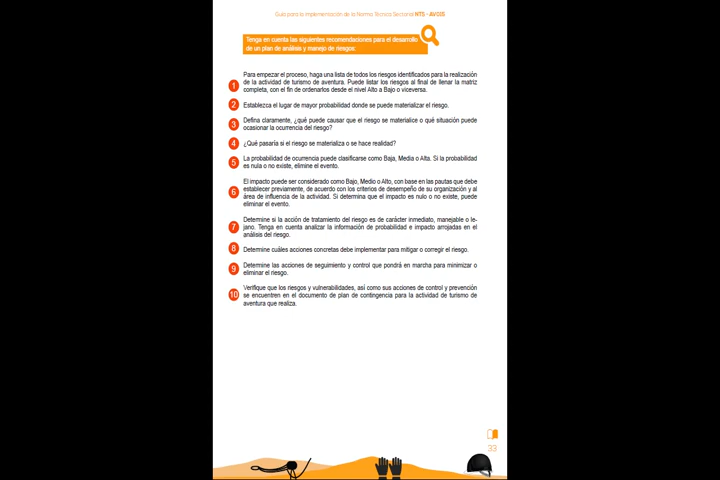 Guía para la Implementación de la Norma Técnica Sectorial NTS - AV015
Tenga en cuenta las siguientes recomendaciones para el desarrollo
de un plan de análisis y manejo de riesgos:
Para empezar el proceso, haga una lista de todos los riesgos identificados para la realización
1 de la actividad de turismo de aventura. Puede listar los riesgos al final de llenar la matriz
completa, con el fin de ordenarlos desde el nivel Alto a Bajo o viceversa.
2 Establezca el lugar de mayor probabilidad donde se puede materializar el riesgo.
3 Defina claramente, ¿qué puede causar que el riesgo se materialice o qué situación puede
ocasionar la ocurrencia del riesgo?
4 ¿Qué pasaría si el riesgo se materializa o se hace realidad?
5 La probabilidad de ocurrencia puede clasificarse como Baja, Media o Alta. Si la probabilidad
es nula o no existe, elimine el evento.
El impacto puede ser considerado como Bajo, Medio o Alto, con base en las pautas que debe
6 establecer previamente, de acuerdo con los criterios de desempeño de su organización y al
área de influencia de la actividad. Si determina que el impacto es nulo o no existe, puede
eliminar el evento.
Determine si la acción de tratamiento del riesgo es de carácter inmediato, manejable o le-
7 jano. Tenga en cuenta analizar la información de probabilidad e impacto arrojadas en el
análisis del riesgo.
8 Determine cuáles acciones concretas debe implementar para mitigar o corregir el riesgo.
9 Determine las acciones de seguimiento y control que pondrá en marcha para minimizar o
eliminar el riesgo.
Verifique que los riesgos y vulnerabilidades, así como sus acciones de control y prevención
10 se encuentren en el documento de plan de contingencia para la actividad de turismo de
aventura que realiza.
33